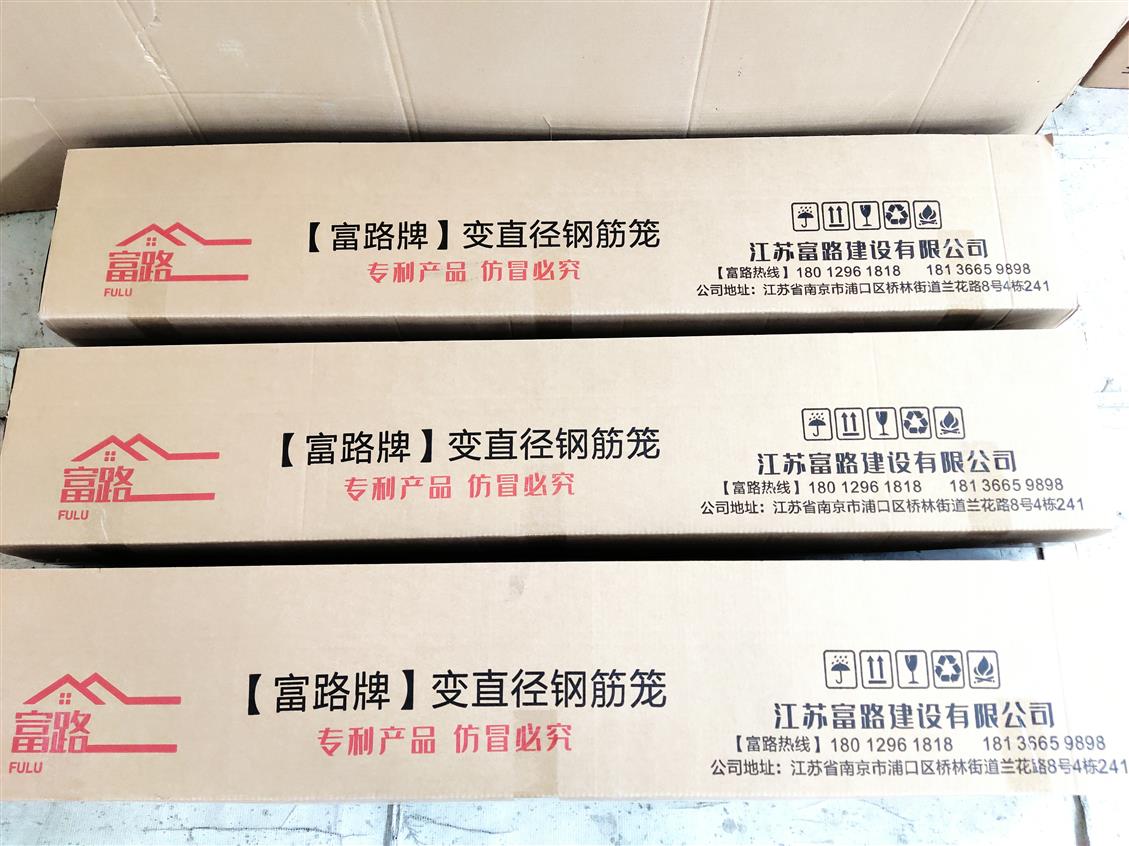 富路
FULU
【富路牌】变直径钢筋笼
专利产品 仿冒必究
江苏富路建设有限公司
【富路热线】180 1296 1818 181 3665 9898
公司地址：江苏省南京市浦口区桥林街道兰花路8号4栋241
富路
FULU
【富路牌】变直径钢筋笼
专利产品 仿冒必究
江苏富路建设有限公司
【富路热线】180 1296 1818 181 3665 9898
公司地址：江苏省南京市浦口区桥林街道兰花路8号4栋241
富路
FULU
【富路牌】变直径钢筋笼
专利产品 仿冒必究
江苏富路建设有限公司
【富路热线】180 1296 1818 181 3665 9898
公司地址：江苏省南京市浦口区桥林街道兰花路8号4栋241